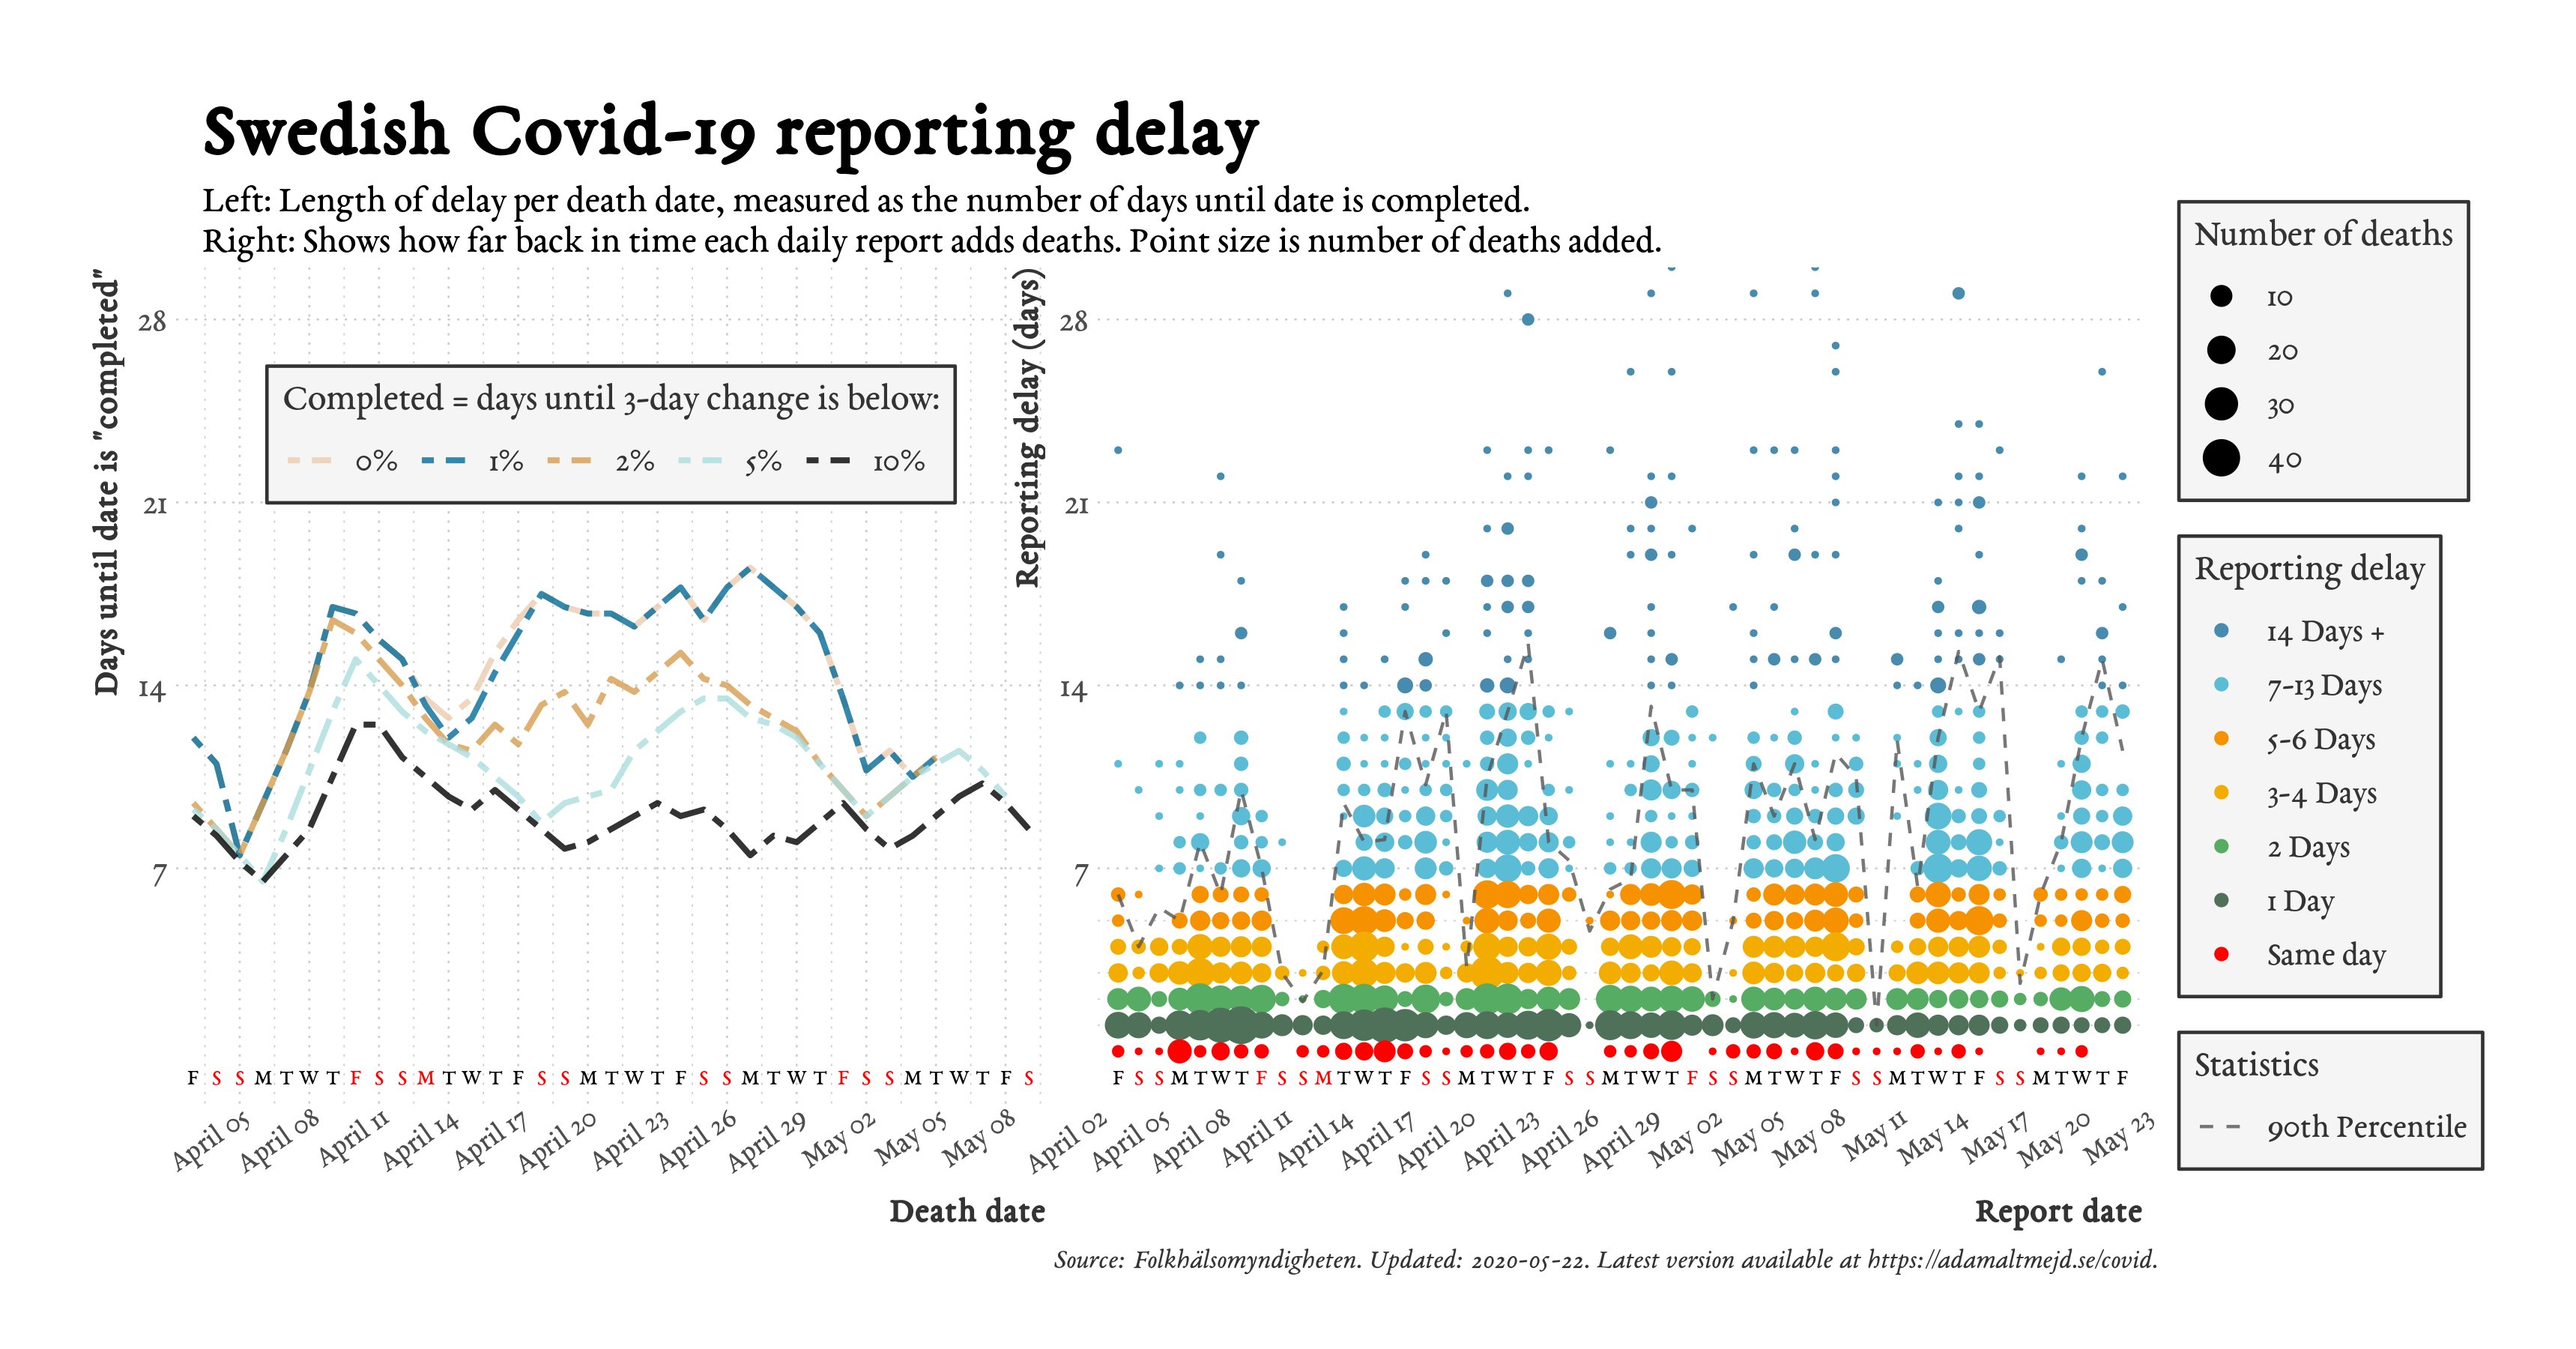 Swedish Covid-19 reporting delay
Left: Length of delay per death date, measured as the number of days until date is completed.
Right: Shows how far back in time each daily report adds deaths. Point size is number of deaths added.
Days until date is "completed"
28
21
14
7
Completed = days until 3-day change is below:
0% 1% 2% 5% 10%
F S S M T W T F S S M T W T F S S M T W T F S S M T W T F S S M T W T F S
April 05 April 08 April 11 April 14 April 17 April 20 April 23 April 26 April 29 May 02 May 05 May 08
Death date
Reporting delay (days)
28
21
14
7
F S S M T W T F S S M T W T F S S M T W T F S S M T W T F S S M T W T F S S M T W T F S S M T W T F
April 02 April 05 April 08 April 11 April 14 April 17 April 20 April 23 April 26 April 29 May 02 May 05 May 08 May 11 May 14 May 17 May 20 May 23
Report date
Number of deaths
10
20
30
40
Reporting delay
14 Days +
7-13 Days
5-6 Days
3-4 Days
2 Days
1 Day
Same day
Statistics
90th Percentile
Source: Folkhälsomyndigheten. Updated: 2020-05-22. Latest version available at https://adamaltmejd.se/covid.